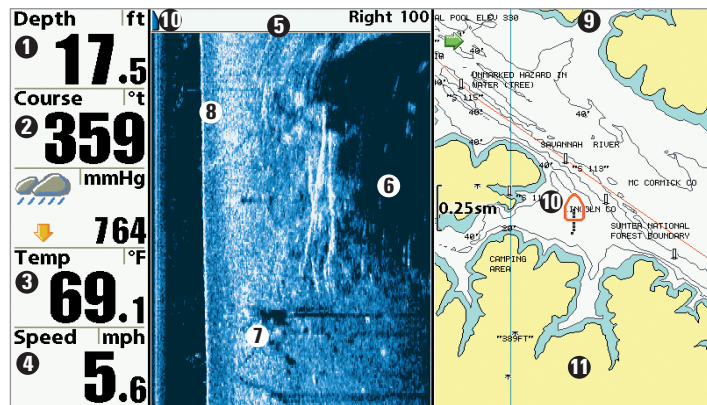 Depth ft
1
17.5
Course °t
2
359
mmHg
764
Temp °F
3
69.1
Speed mph
4
5.6
10
5
Right 100
8
6
7
9
AL POOL ELEV 330
40'
UNMARKED HAZARD IN
WATER (TREE)
"S 115"
40'
40'
40'
SAVANNAH RIVER
40'
"S 113"
MC CORMICK CO
10
LINCOLN CO
0.25sm
SUMTER NATIONAL
FOREST BOUNDARY
40'
20'
CAMPING
AREA
"389FT"
11